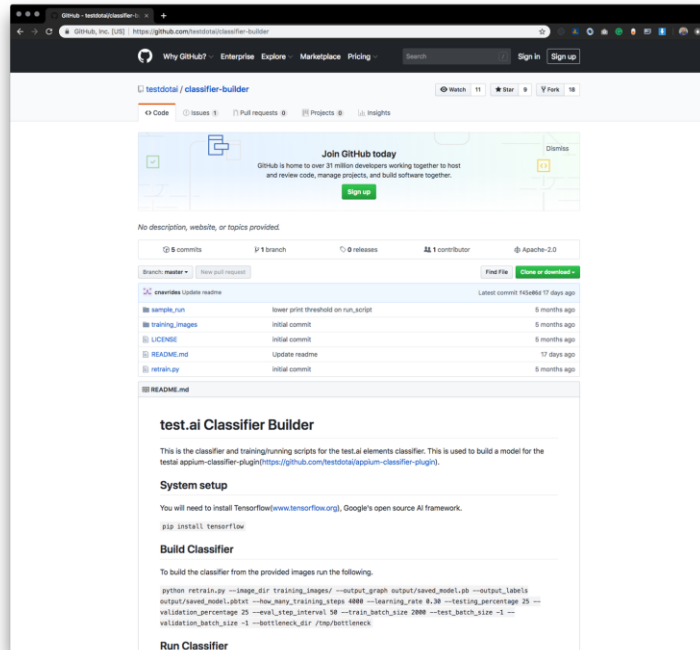 GitHub - testdotai/classifier-b
GitHub, Inc. [US] | https://github.com/testdotai/classifier-builder
Why GitHub? Enterprise Explore Marketplace Pricing Search / Sign in Sign up
testdotai / classifier-builder Watch 11 Star 9 Fork 18
Code Issues 1 Pull requests 0 Projects 0 Insights
Join GitHub today
Dismiss
GitHub is home to over 31 million developers working together to host
and review code, manage projects, and build software together.
Sign up
No description, website, or topics provided.
5 commits 1 branch 0 releases 1 contributor Apache-2.0
Branch: master New pull request Find File Clone or download
cnavrides Update readme Latest commit f45e86d 17 days ago
sample_run lower print threshold on run_script 5 months ago
training_images initial commit 5 months ago
LICENSE initial commit 5 months ago
README.md Update readme 17 days ago
retrain.py initial commit 5 months ago
README.md
test.ai Classifier Builder
This is the classifier and training/running scripts for the test.ai elements classifier. This is used to build a model for the
testai appium-classifier-plugin(https://github.com/testdotai/appium-classifier-plugin).
System setup
You will need to install Tensorflow(www.tensorflow.org), Google's open source AI framework.
pip install tensorflow
Build Classifier
To build the classifier from the provided images run the following.
python retrain.py --image_dir training_images/ --output_graph output/saved_model.pb --output_labels
output/saved_model.pbtxt --how_many_training_steps 4000 --learning_rate 0.30 --testing_percentage 25 --
validation_percentage 25 --eval_step_interval 50 --train_batch_size 2000 --test_batch_size -1 --
validation_batch_size -1 --bottleneck_dir /tmp/bottleneck
Run Classifier